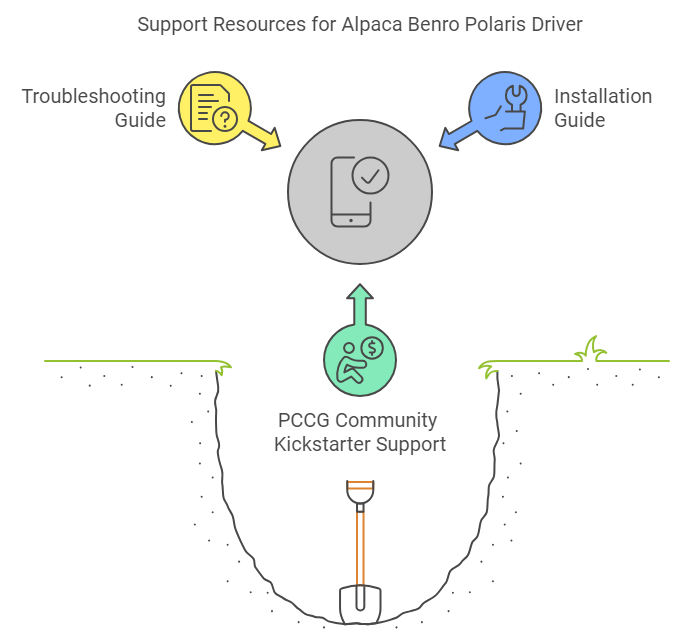 Support Resources for Alpaca Benro Polaris Driver
Troubleshooting
Guide
Installation
Guide
?
$
PCCG Community
Kickstarter Support